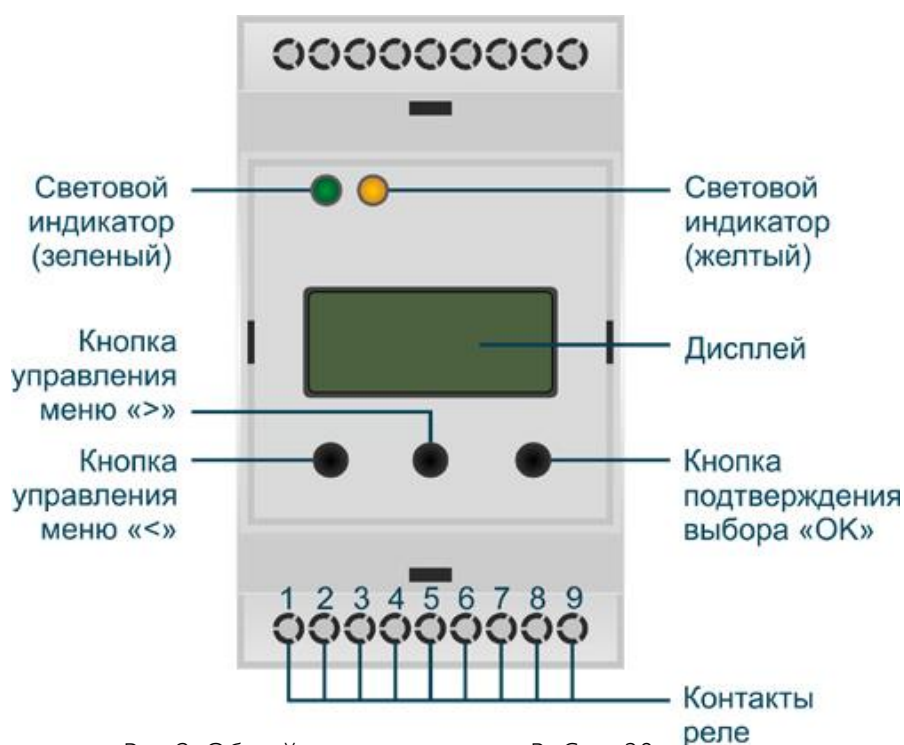 Световой
индикатор
(зеленый)
Световой
индикатор
(желтый)
Кнопка
управления
меню «>»
Дисплей
Кнопка
управления
меню «<»
Кнопка
подтверждения
выбора «OK»
1 2 3 4 5 6 7 8 9
Контакты
реле